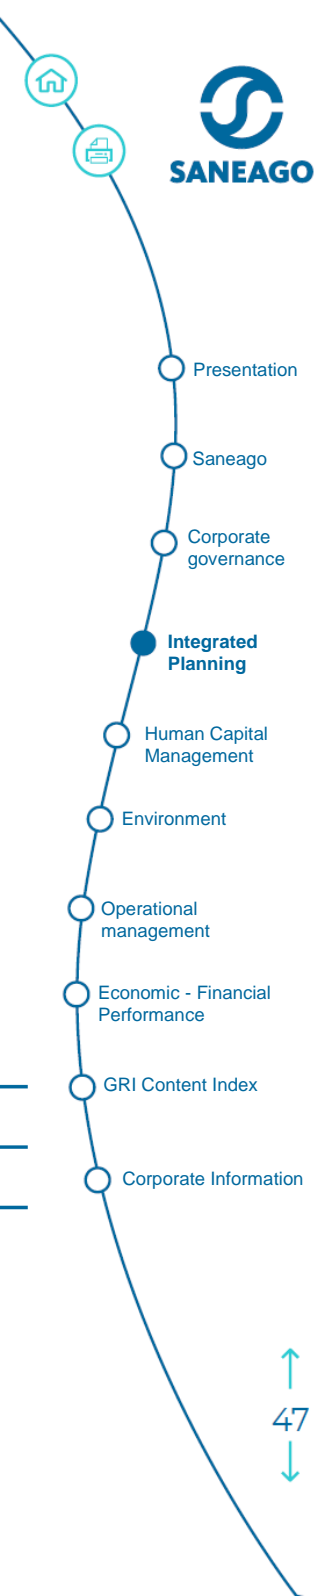 SANEAGO
Presentation
Saneago
Corporate
governance
Integrated
Planning
Human Capital
Management
Environment
Operational
management
Economic - Financial
Performance
GRI Content Index
Corporate Information
47